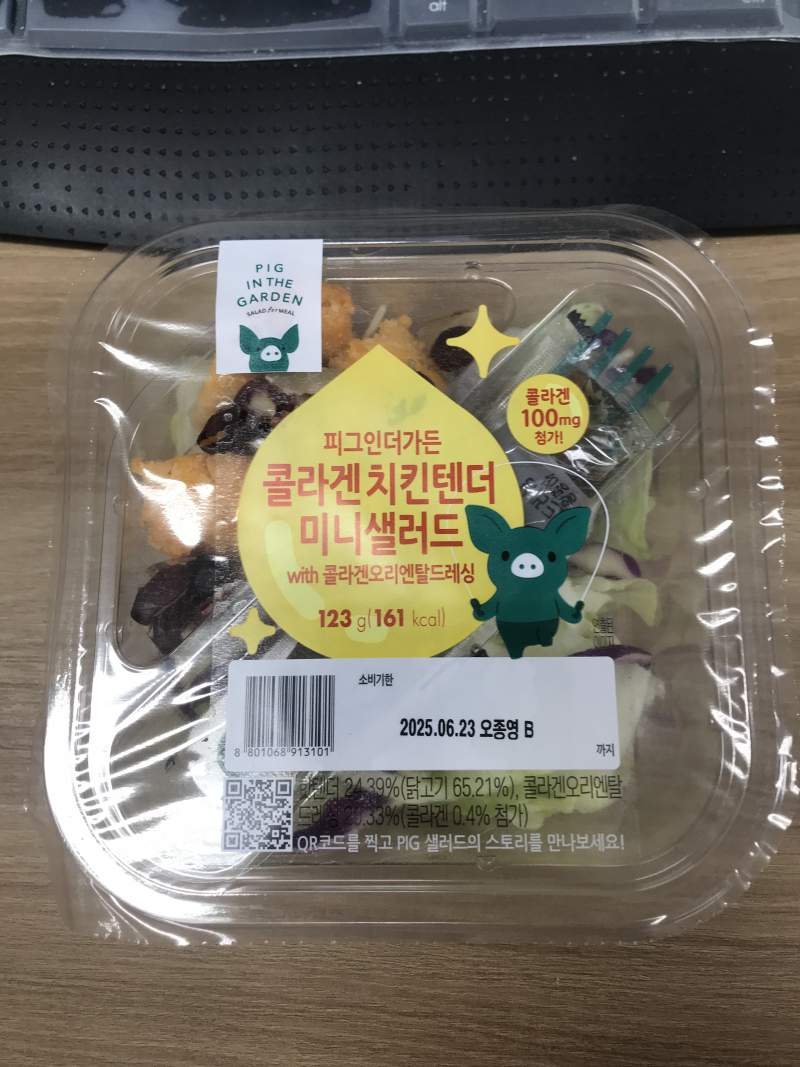 alt
PIG
IN THE
GARDEN
SALAD for MEAL
콜라겐
100mg
첨가!
피그인더가든
콜라겐치킨텐더
미니샐러드
with 콜라겐오리엔탈드레싱
123 g(161 kcal)
소비기한
2025.06.23 오종영 B
까지
8 801068 913101
24.39%(닭고기 65.21%), 콜라겐오리엔탈
드레싱 20.33%(콜라겐 0.4% 첨가)
QR코드를 찍고 PIG 샐러드의 스토리를 만나보세요!